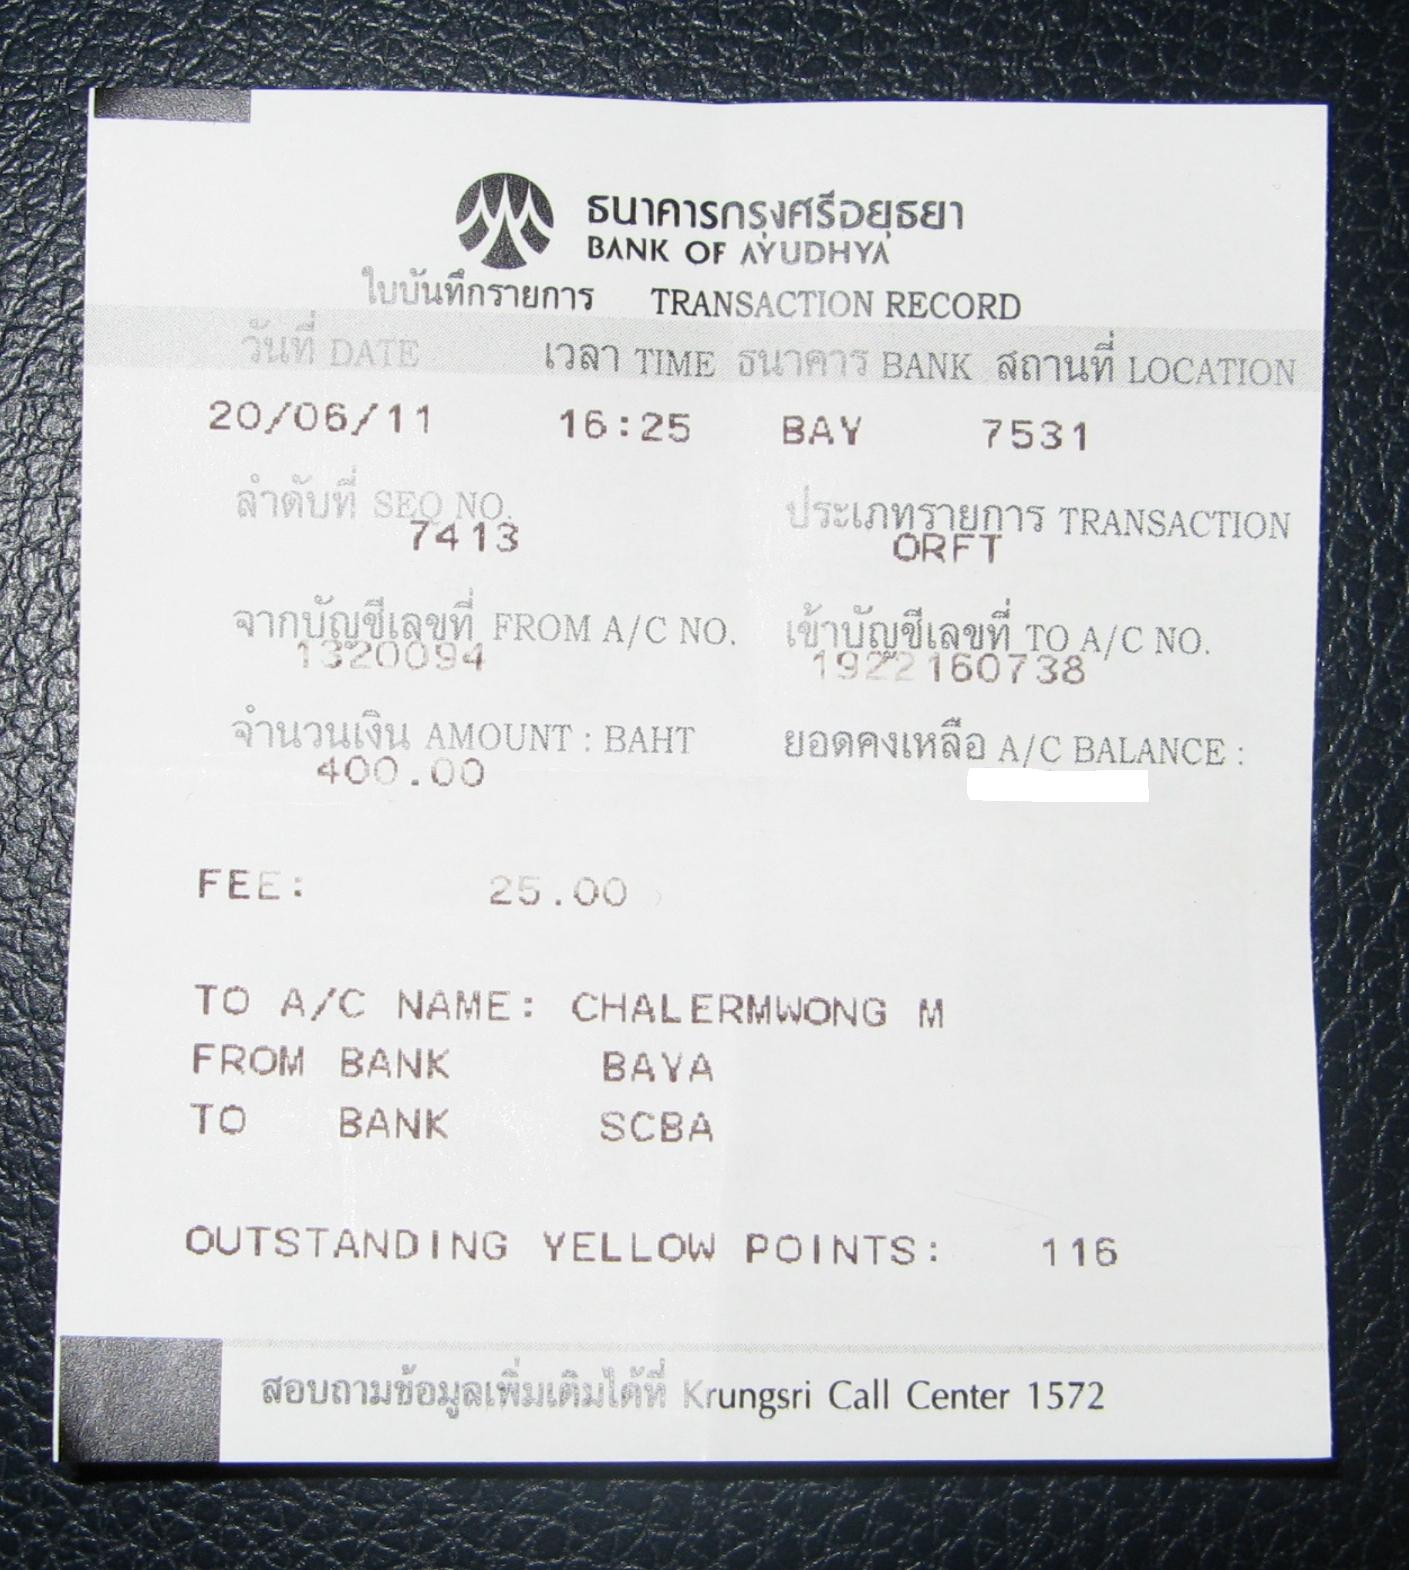 ธนาคารกรุงศรีอยุธยา
BANK OF AYUDHYA
ใบบันทึกรายการ TRANSACTION RECORD
วันที่ DATE เวลา TIME ธนาคาร BANK สถานที่ LOCATION
20/06/11 16:25 BAY 7531
ลำดับที่ SEQ NO. ประเภทรายการ TRANSACTION
7413 ORFT
จากบัญชีเลขที่ FROM A/C NO. เข้าบัญชีเลขที่ TO A/C NO.
1320094 1922160738
จำนวนเงิน AMOUNT : BAHT ยอดคงเหลือ A/C BALANCE :
400.00
FEE: 25.00
TO A/C NAME: CHALERMWONG M
FROM BANK BAYA
TO BANK SCBA
OUTSTANDING YELLOW POINTS: 116
สอบถามข้อมูลเพิ่มเติมได้ที่ Krungsri Call Center 1572